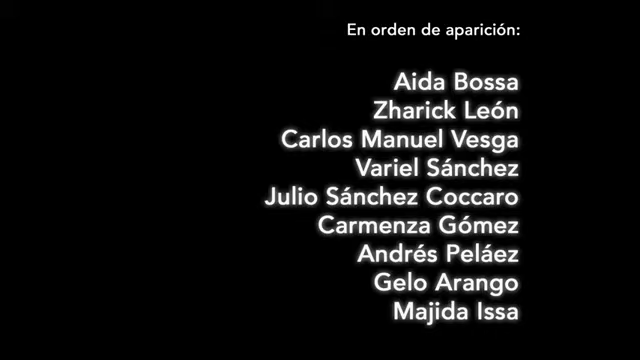 En orden de aparición:
Aida Bossa
Zharick León
Carlos Manuel Vesga
Variel Sánchez
Julio Sánchez Coccaro
Carmenza Gómez
Andrés Peláez
Gelo Arango
Majida Issa